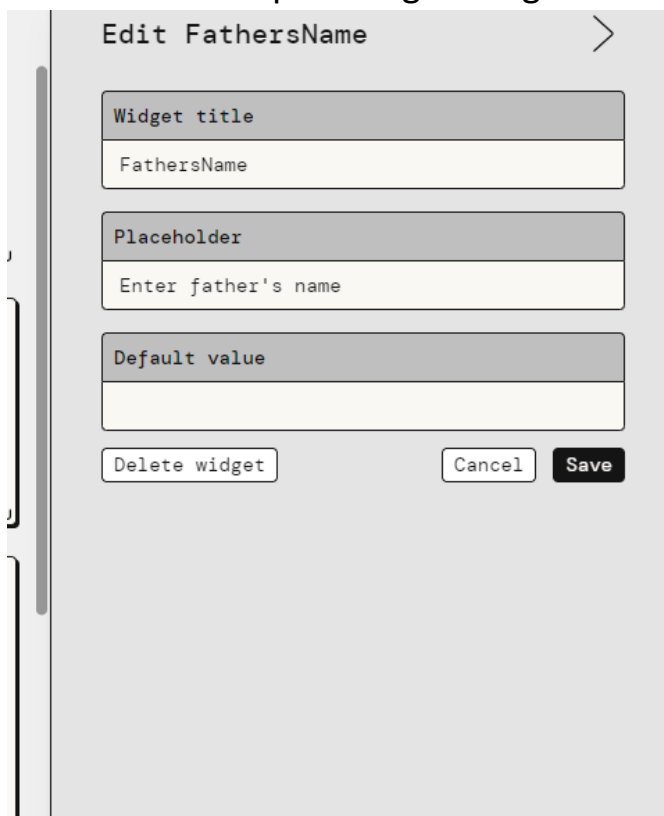 Edit FathersName
Widget title
FathersName
Placeholder
Enter father's name
Default value
Delete widget
Cancel
Save